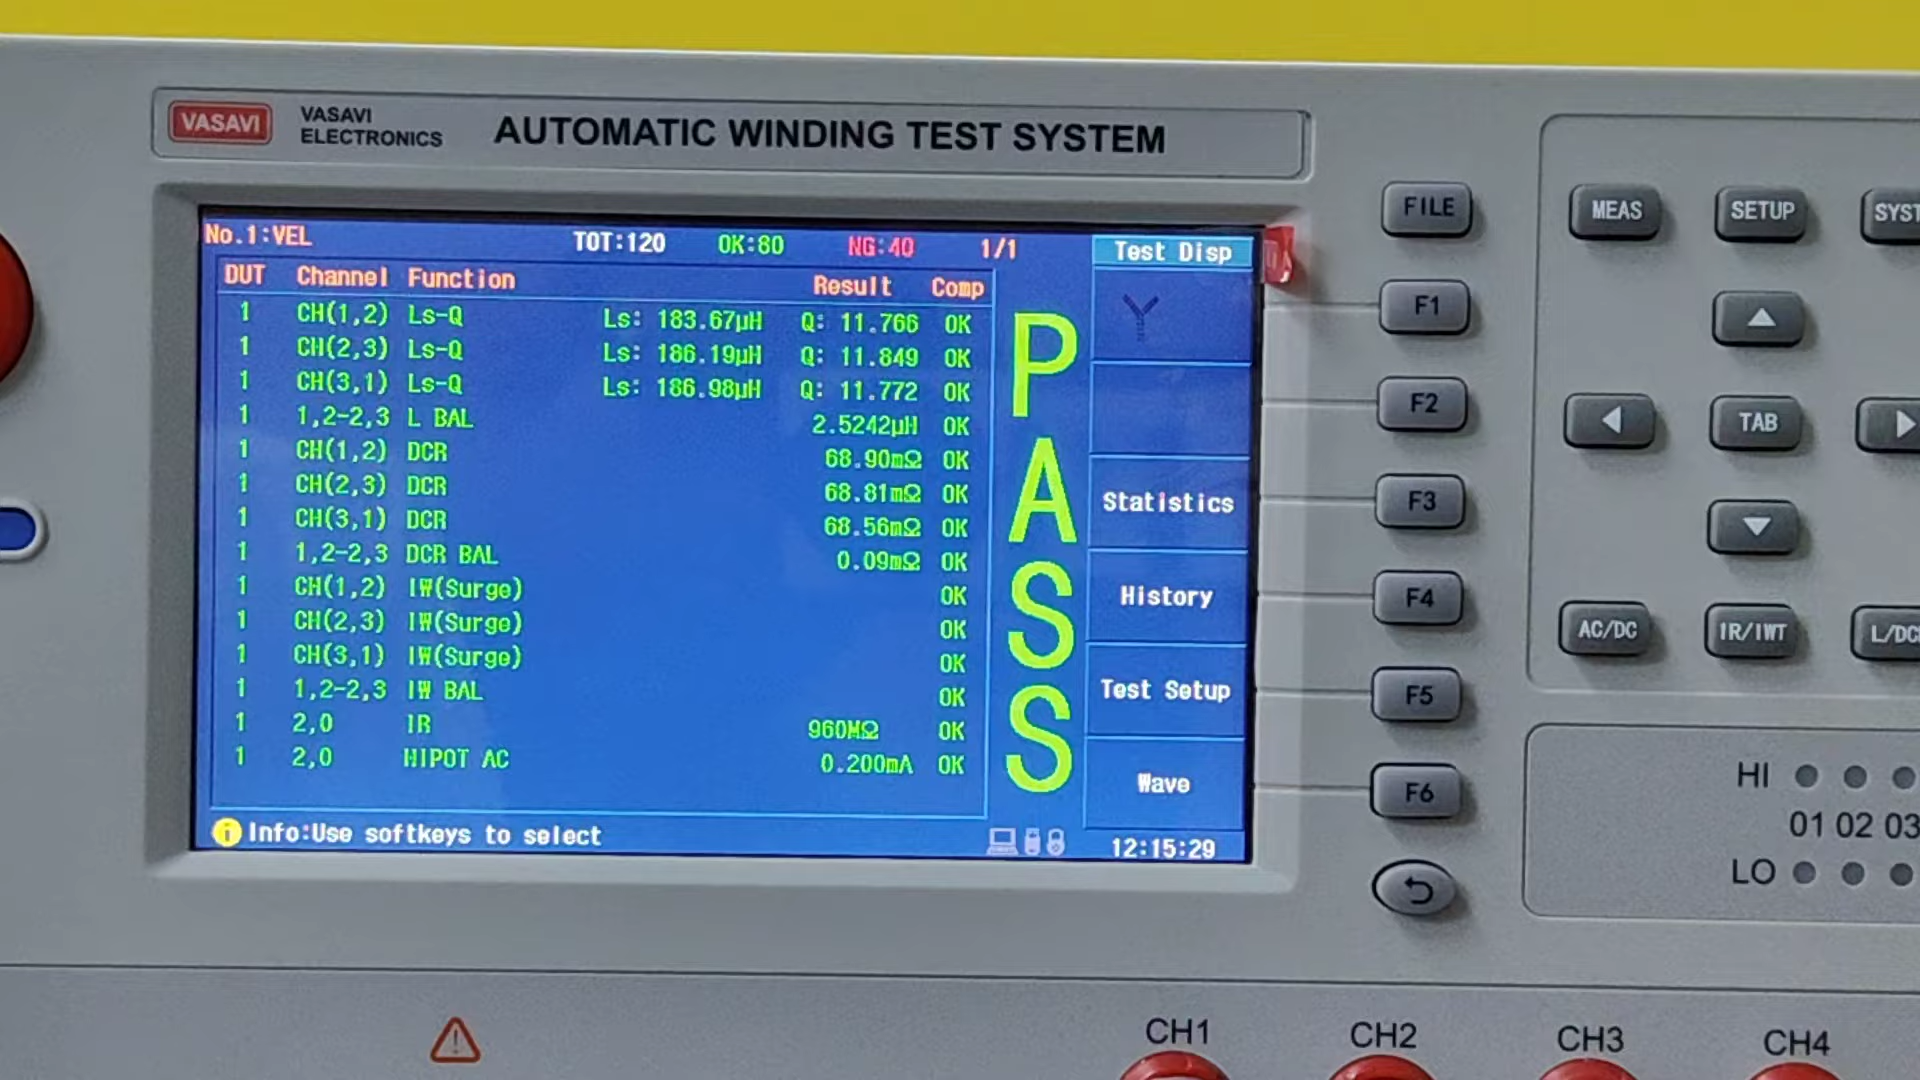 VASAVI
VASAVI
ELECTRONICS
AUTOMATIC WINDING TEST SYSTEM
No.1:VEL TOT:120 OK:80 NG:40 1/1
Test Disp
DUT Channel Function Result Comp
1 CH(1,2) Ls-Q Ls: 183.67μH Q: 11.766 OK
1 CH(2,3) Ls-Q Ls: 186.19μH Q: 11.849 OK
1 CH(3,1) Ls-Q Ls: 186.98μH Q: 11.772 OK
1 1,2-2,3 L BAL 2.5242μH OK
1 CH(1,2) DCR 68.90mΩ OK
1 CH(2,3) DCR 68.81mΩ OK
1 CH(3,1) DCR 68.56mΩ OK
1 1,2-2,3 DCR BAL 0.09mΩ OK
1 CH(1,2) IW(Surge) OK
1 CH(2,3) IW(Surge) OK
1 CH(3,1) IW(Surge) OK
1 1,2-2,3 IW BAL OK
1 2,0 IR 960MΩ OK
1 2,0 HIPOT AC 0.200mA OK
PASS
Statistics
History
Test Setup
Wave
Info:Use softkeys to select
12:15:29
FILE
F1
F2
F3
F4
F5
F6
MEAS SETUP SYST
TAB
AC/DC IR/IWT L/DC
HI
01 02 03
LO
CH1 CH2 CH3 CH4